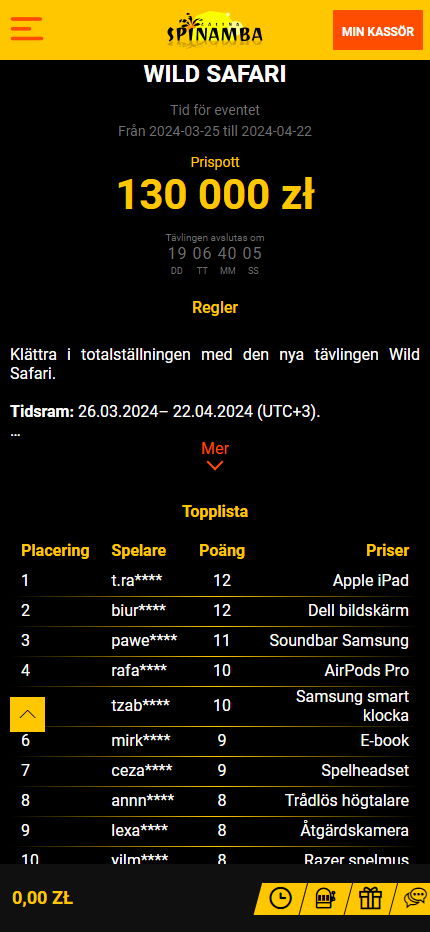 CASINO
SPINAMBA
MIN KASSÖR
WILD SAFARI
Tid för eventet
Från 2024-03-25 till 2024-04-22
Prispott
130 000 zł
Tävlingen avslutas om
19 06 40 05
DD TT MM SS
Regler
Klättra i totalställningen med den nya tävlingen Wild
Safari.
Tidsram: 26.03.2024– 22.04.2024 (UTC+3).
...
Mer
Topplista
Placering Spelare Poäng Priser
1 t.ra**** 12 Apple iPad
2 biur**** 12 Dell bildskärm
3 pawe**** 11 Soundbar Samsung
4 rafa**** 10 AirPods Pro
tzab**** 10 Samsung smart
klocka
6 mirk**** 9 E-book
7 ceza**** 9 Spelheadset
8 annn**** 8 Trådlös högtalare
9 lexa**** 8 Åtgärdskamera
10 vilm**** 8 Razer spelmus
0,00 ZŁ